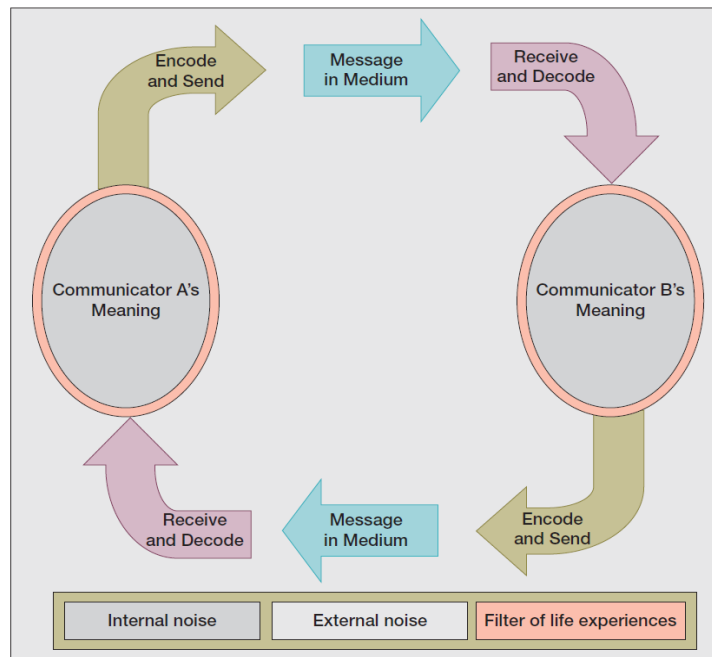 Encode
and Send
Message
in Medium
Receive
and Decode
Communicator A's
Meaning
Communicator B's
Meaning
Receive
and Decode
Message
in Medium
Encode
and Send
Internal noise
External noise
Filter of life experiences